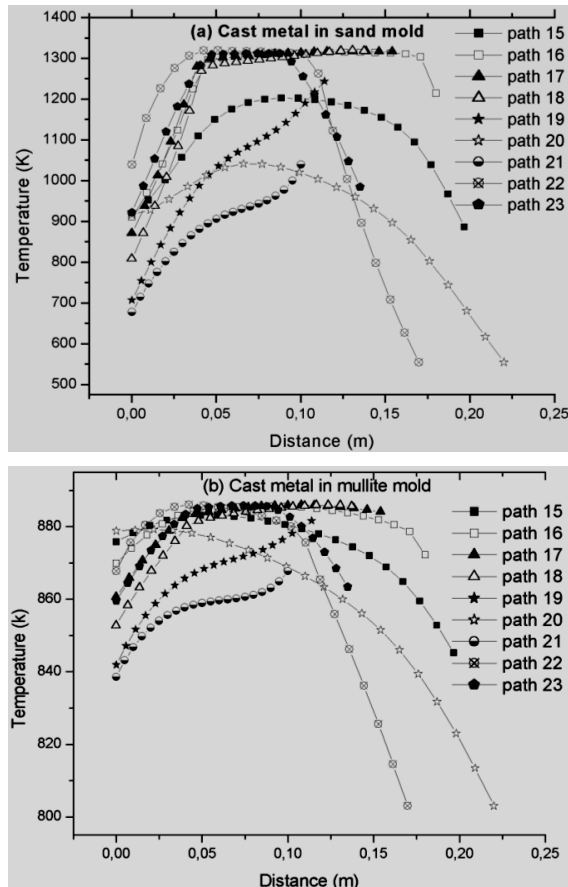 (a) Cast metal in sand mold
1400
1300
1200
1100
1000
900
800
700
600
500
Temperature (K)
path 15
path 16
path 17
path 18
path 19
path 20
path 21
path 22
path 23
0,00 0,05 0,10 0,15 0,20 0,25
Distance (m)
(b) Cast metal in mullite mold
880
860
840
820
800
Temperature (k)
path 15
path 16
path 17
path 18
path 19
path 20
path 21
path 22
path 23
0,00 0,05 0,10 0,15 0,20 0,25
Distance (m)